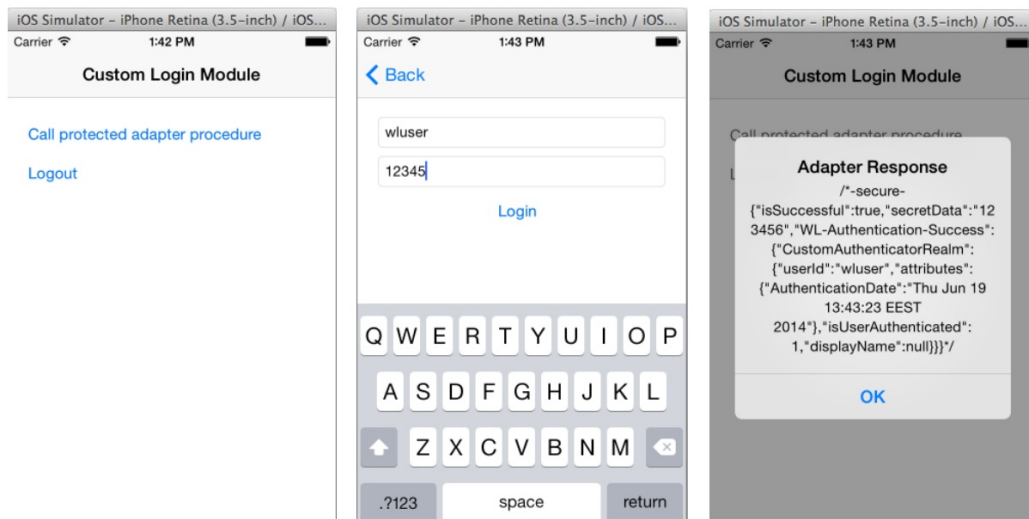 iOS Simulator – iPhone Retina (3.5–inch) / iOS...
Carrier 1:42 PM
Custom Login Module
Call protected adapter procedure
Logout
iOS Simulator – iPhone Retina (3.5–inch) / iOS...
Carrier 1:43 PM
Back
wluser
12345
Login
Q W E R T Y U I O P
A S D F G H J K L
Z X C V B N M
.?123 space return
iOS Simulator – iPhone Retina (3.5–inch) / iOS...
Carrier 1:43 PM
Custom Login Module
Call protected adapter procedure
L
Adapter Response
/*-secure-
{"isSuccessful":true,"secretData":"12
3456","WL-Authentication-Success":
{"CustomAuthenticatorRealm":
{"userId":"wluser","attributes":
{"AuthenticationDate":"Thu Jun 19
13:43:23 EEST
2014"},"isUserAuthenticated":
1,"displayName":null}}}*/
OK